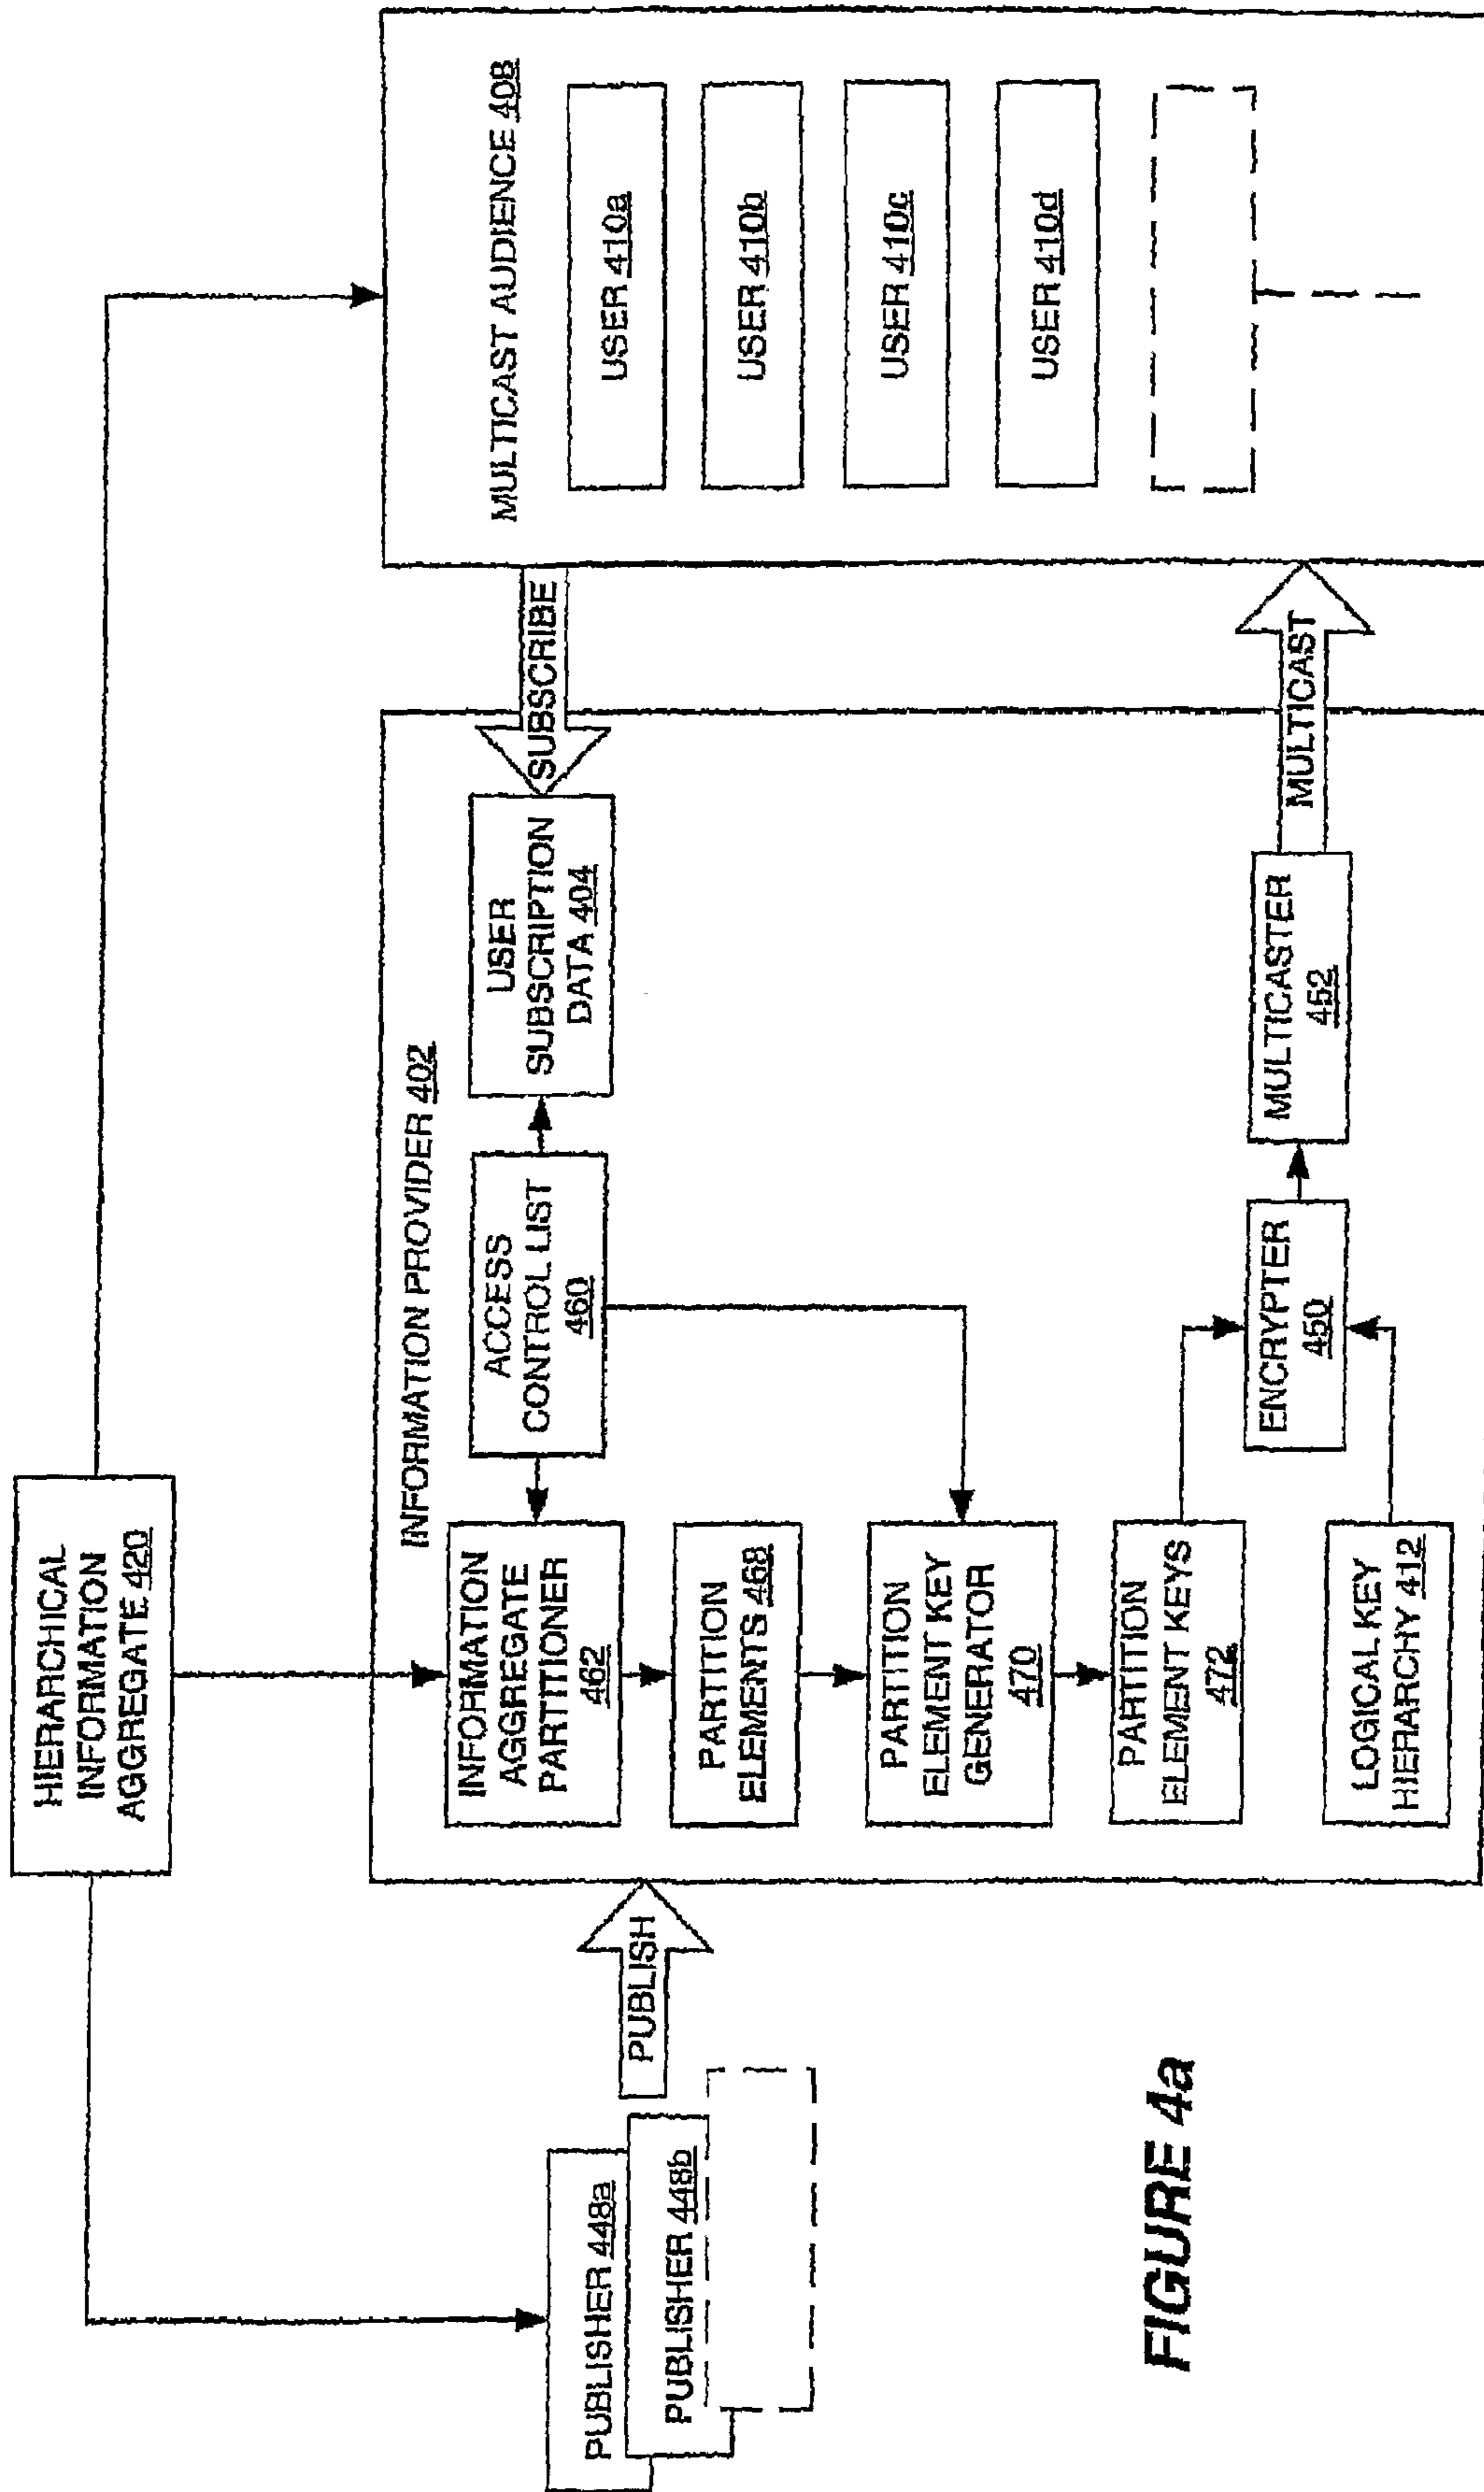 HIERARCHICAL
INFORMATION
AGGREGATE 420
INFORMATION PROVIDER 402
MULTICAST AUDIENCE 408
PUBLISHER 448a
PUBLISHER 448b
PUBLISH
INFORMATION
AGGREGATE
PARTITIONER
462
ACCESS
CONTROL LIST
460
USER
SUBSCRIPTION
DATA 404
SUBSCRIBE
USER 410a
USER 410b
USER 410c
USER 410d
PARTITION
ELEMENTS 468
PARTITION
ELEMENT KEY
GENERATOR
470
PARTITION
ELEMENT KEYS
472
LOGICAL KEY
HIERARCHY 412
ENCRYPTER
450
MULTICASTER
452
MULTICAST
FIGURE 4a